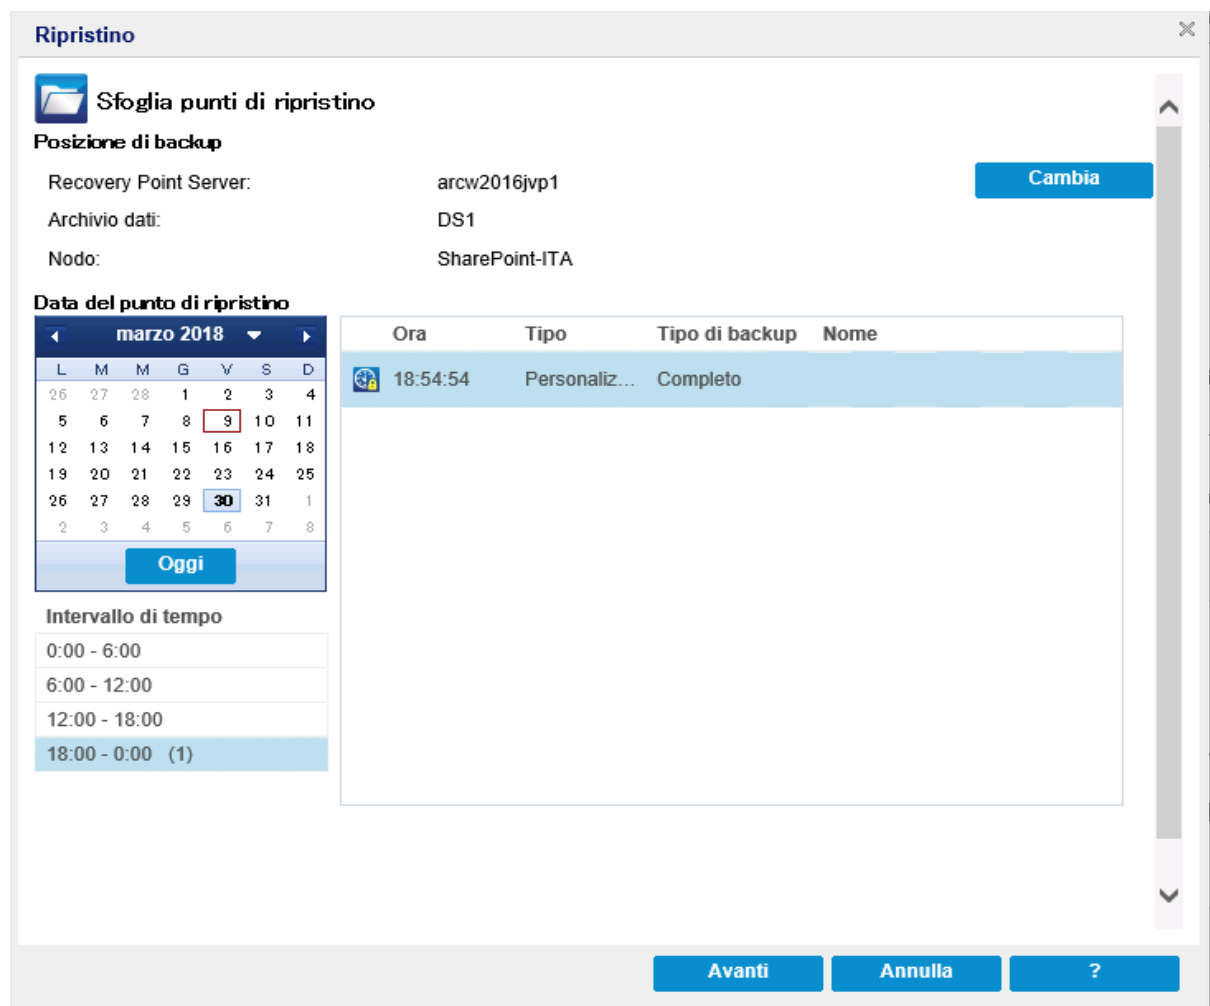 Ripristino
Sfoglia punti di ripristino
Posizione di backup
Recovery Point Server: arcw2016jvp1 Cambia
Archivio dati: DS1
Nodo: SharePoint-ITA
Data del punto di ripristino
marzo 2018
L M M G V S D
26 27 28 1 2 3 4
5 6 7 8 9 10 11
12 13 14 15 16 17 18
19 20 21 22 23 24 25
26 27 28 29 30 31 1
2 3 4 5 6 7 8
Oggi
Intervallo di tempo
0:00 - 6:00
6:00 - 12:00
12:00 - 18:00
18:00 - 0:00 (1)
Ora Tipo Tipo di backup Nome
18:54:54 Personaliz... Completo
Avanti Annulla ?